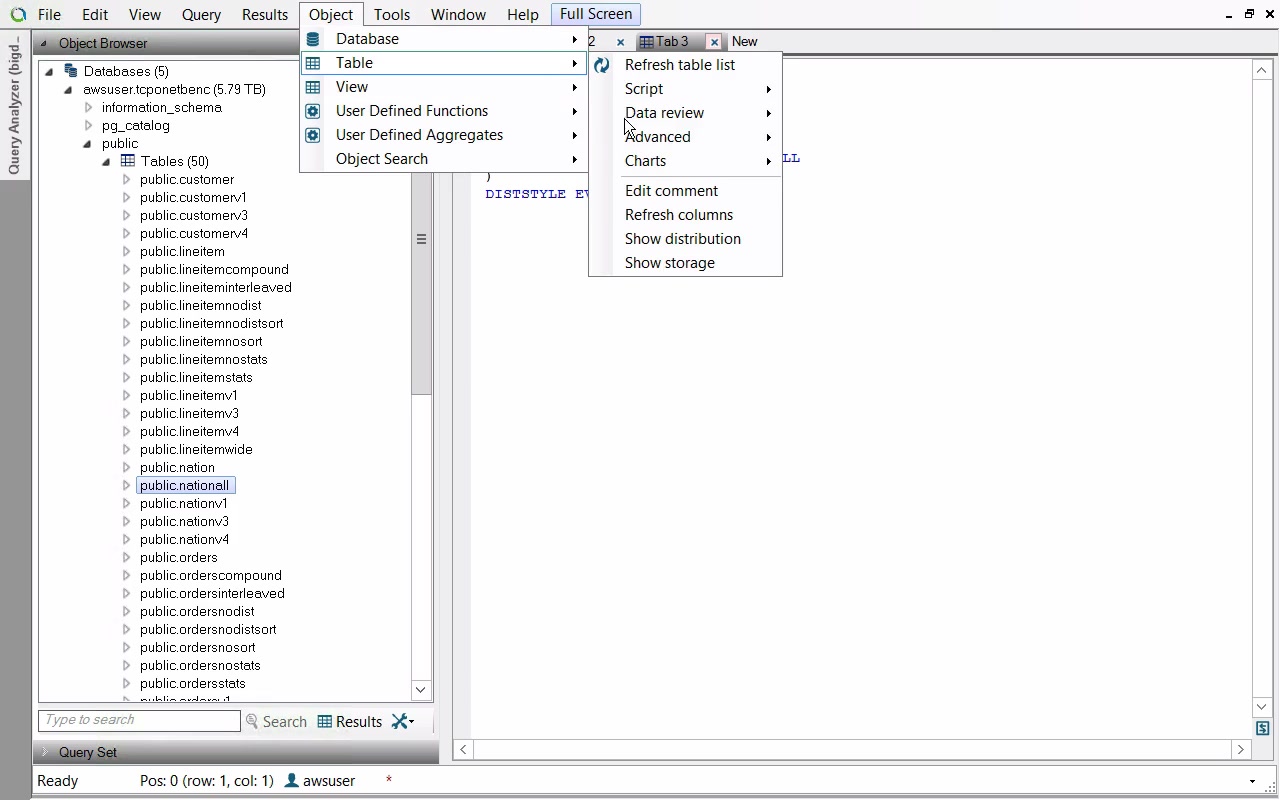 File Edit View Query Results Object Tools Window Help Full Screen
Query Analyzer (bigd...
Object Browser
Databases (5)
awsuser.tcponetbenc (5.79 TB)
information_schema
pg_catalog
public
Tables (50)
public.customer
public.customerv1
public.customerv3
public.customerv4
public.lineitem
public.lineitemcompound
public.lineiteminterleaved
public.lineitemnodist
public.lineitemnodistsort
public.lineitemnosort
public.lineitemnostats
public.lineitemstats
public.lineitemv1
public.lineitemv3
public.lineitemv4
public.lineitemwide
public.nation
public.nationall
public.nationv1
public.nationv3
public.nationv4
public.orders
public.orderscompound
public.ordersinterleaved
public.ordersnodist
public.ordersnodistsort
public.ordersnosort
public.ordersnostats
public.ordersstats
public.ordersv1
Type to search Search Results
Query Set
Database
Table
View
User Defined Functions
User Defined Aggregates
Object Search
2 Tab 3 New
Refresh table list
Script
Data review
Advanced
Charts
Edit comment
Refresh columns
Show distribution
Show storage
LL
)
DISTSTYLE EV
Ready Pos: 0 (row: 1, col: 1) awsuser *